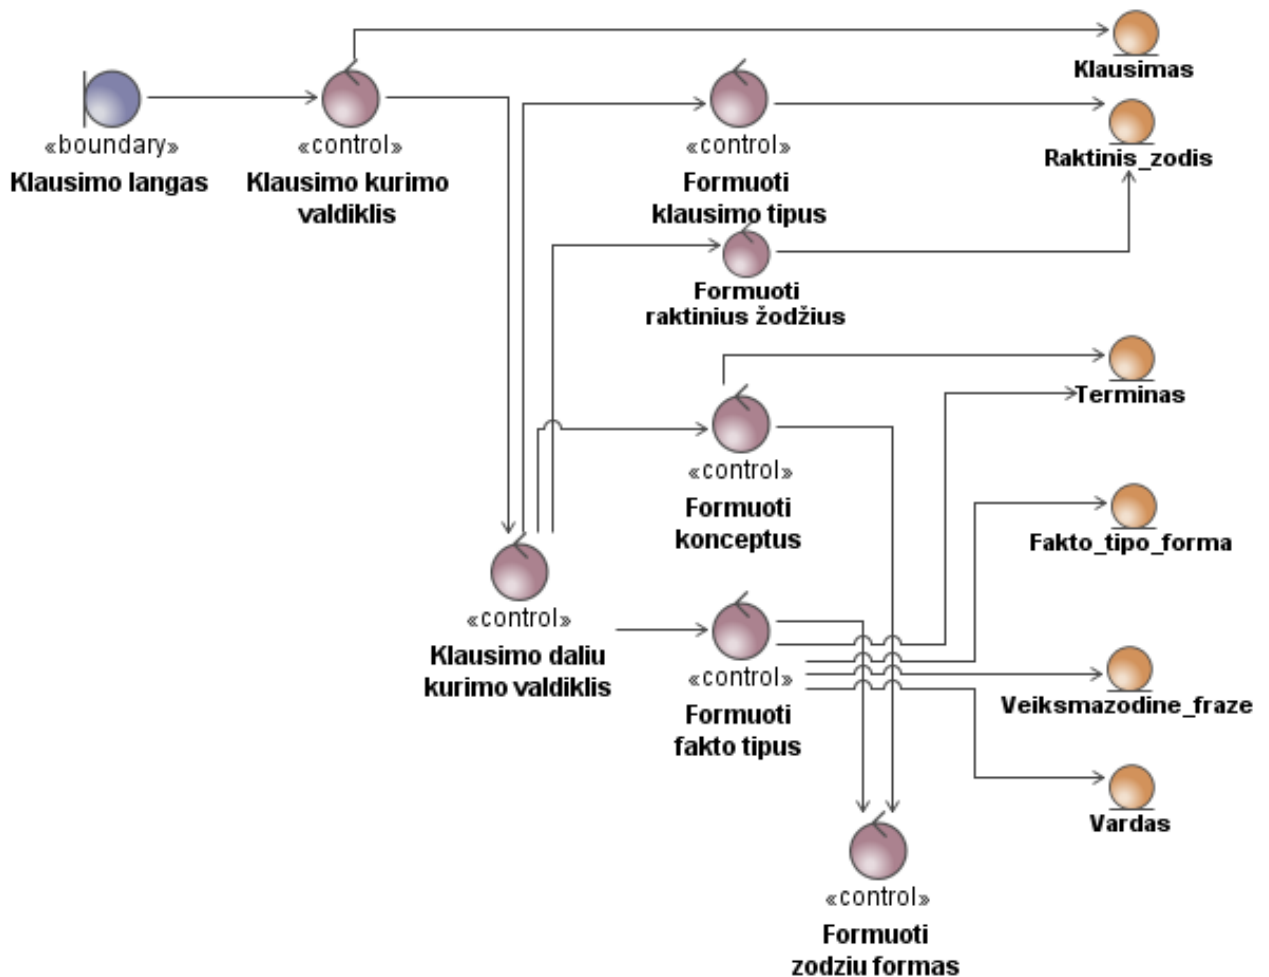 Klausimas
«boundary»
Klausimo langas
«control»
Klausimo kurimo
valdiklis
«control»
Formuoti
klausimo tipus
Raktinis_zodis
Formuoti
raktinius žodžius
Terminas
«control»
Formuoti
konceptus
Fakto_tipo_forma
«control»
Klausimo daliu
kurimo valdiklis
«control»
Formuoti
fakto tipus
Veiksmazodine_fraze
Vardas
«control»
Formuoti
zodziu formas